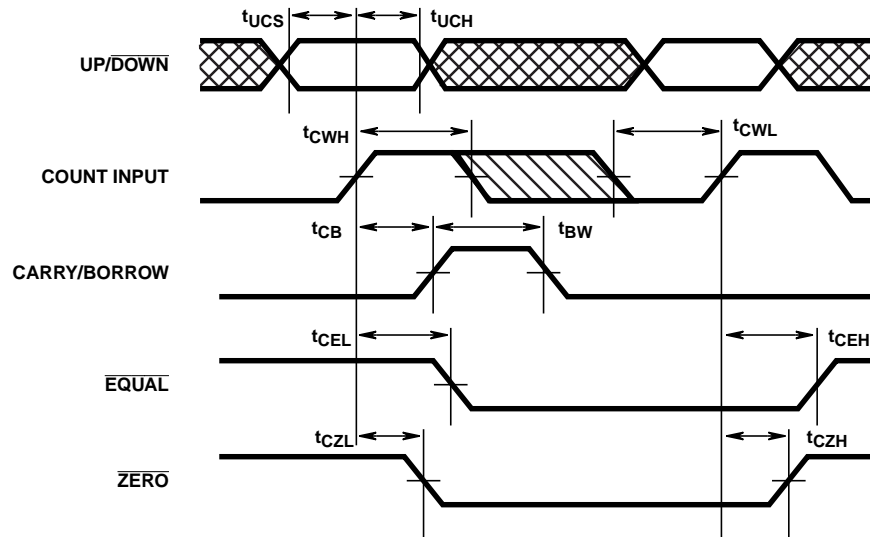 tUCS tUCH
UP/DOWN
tCWH tCWL
COUNT INPUT
tCB tBW
CARRY/BORROW
tCEL tCEH
EQUAL
tCZL tCZH
ZERO